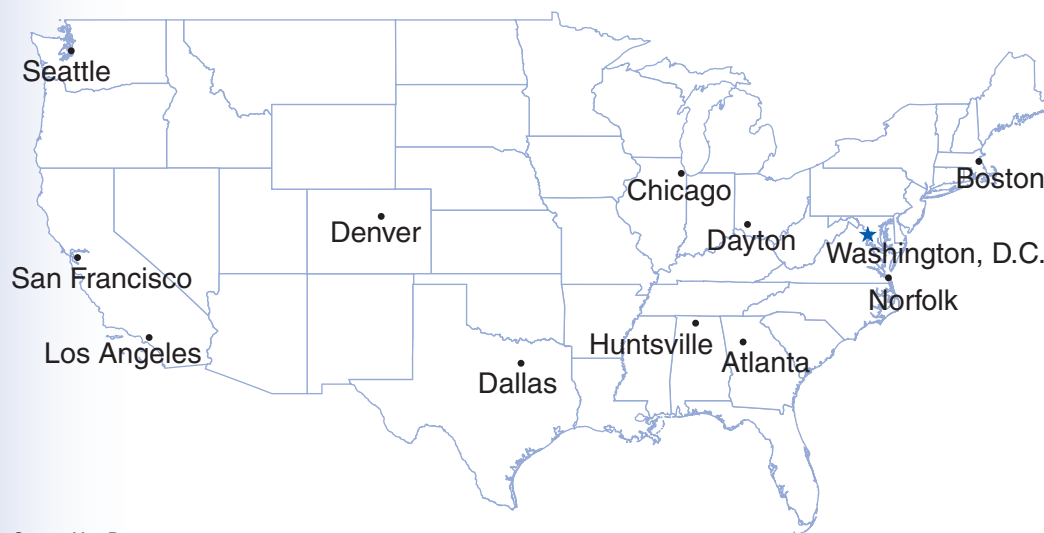 Seattle
Boston
Chicago
Denver
Dayton
Washington, D.C.
San Francisco
Norfolk
Huntsville
Los Angeles
Atlanta
Dallas